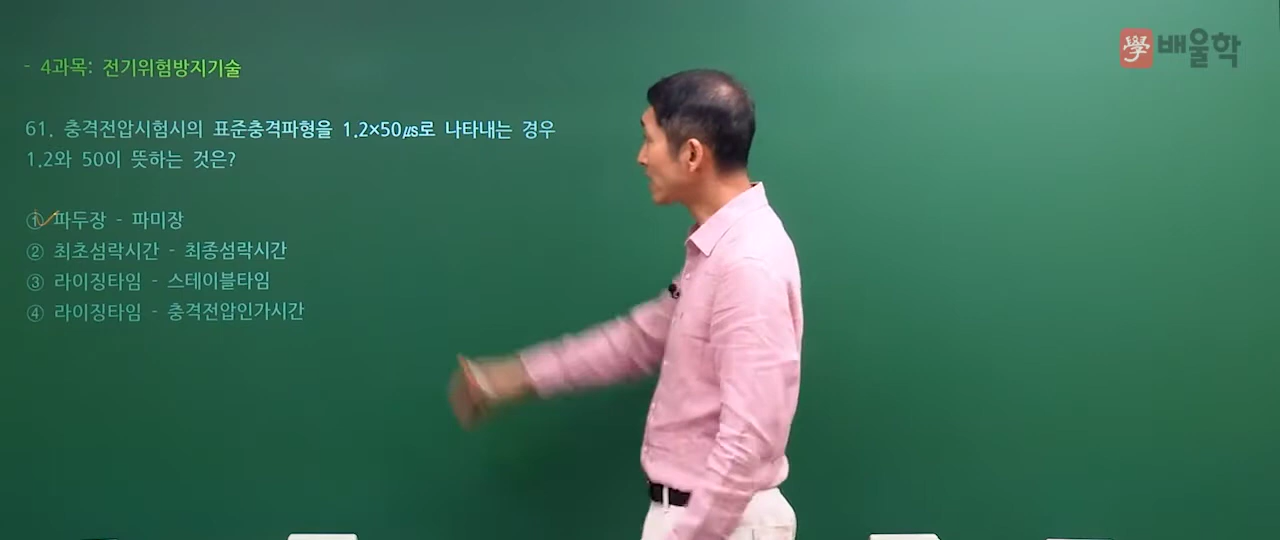 學 배울학
- 4과목: 전기위험방지기술
61. 충격전압시험시의 표준충격파형을 1.2×50㎲로 나타내는 경우
1.2와 50이 뜻하는 것은?
① 파두장 - 파미장
② 최초섬락시간 - 최종섬락시간
③ 라이징타임 - 스테이블타임
④ 라이징타임 - 충격전압인가시간